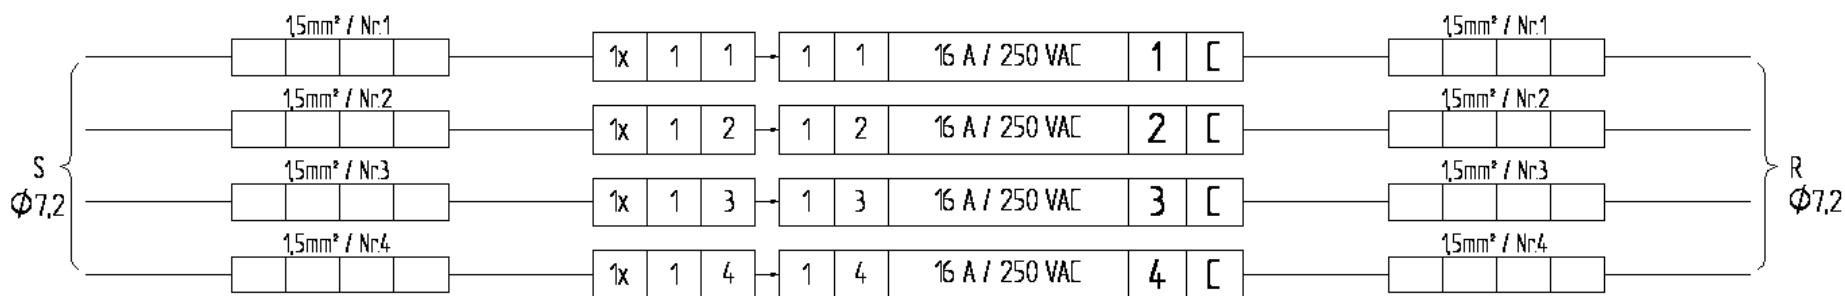 1,5mm² / Nr.1 1,5mm² / Nr.1
1x 1 1 1 1 16 A / 250 VAC 1 C
1,5mm² / Nr.2 1,5mm² / Nr.2
1x 1 2 1 2 16 A / 250 VAC 2 C
S R
1,5mm² / Nr.3 1,5mm² / Nr.3
Φ7,2 1x 1 3 1 3 16 A / 250 VAC 3 C Φ7,2
1,5mm² / Nr.4 1,5mm² / Nr.4
1x 1 4 1 4 16 A / 250 VAC 4 C